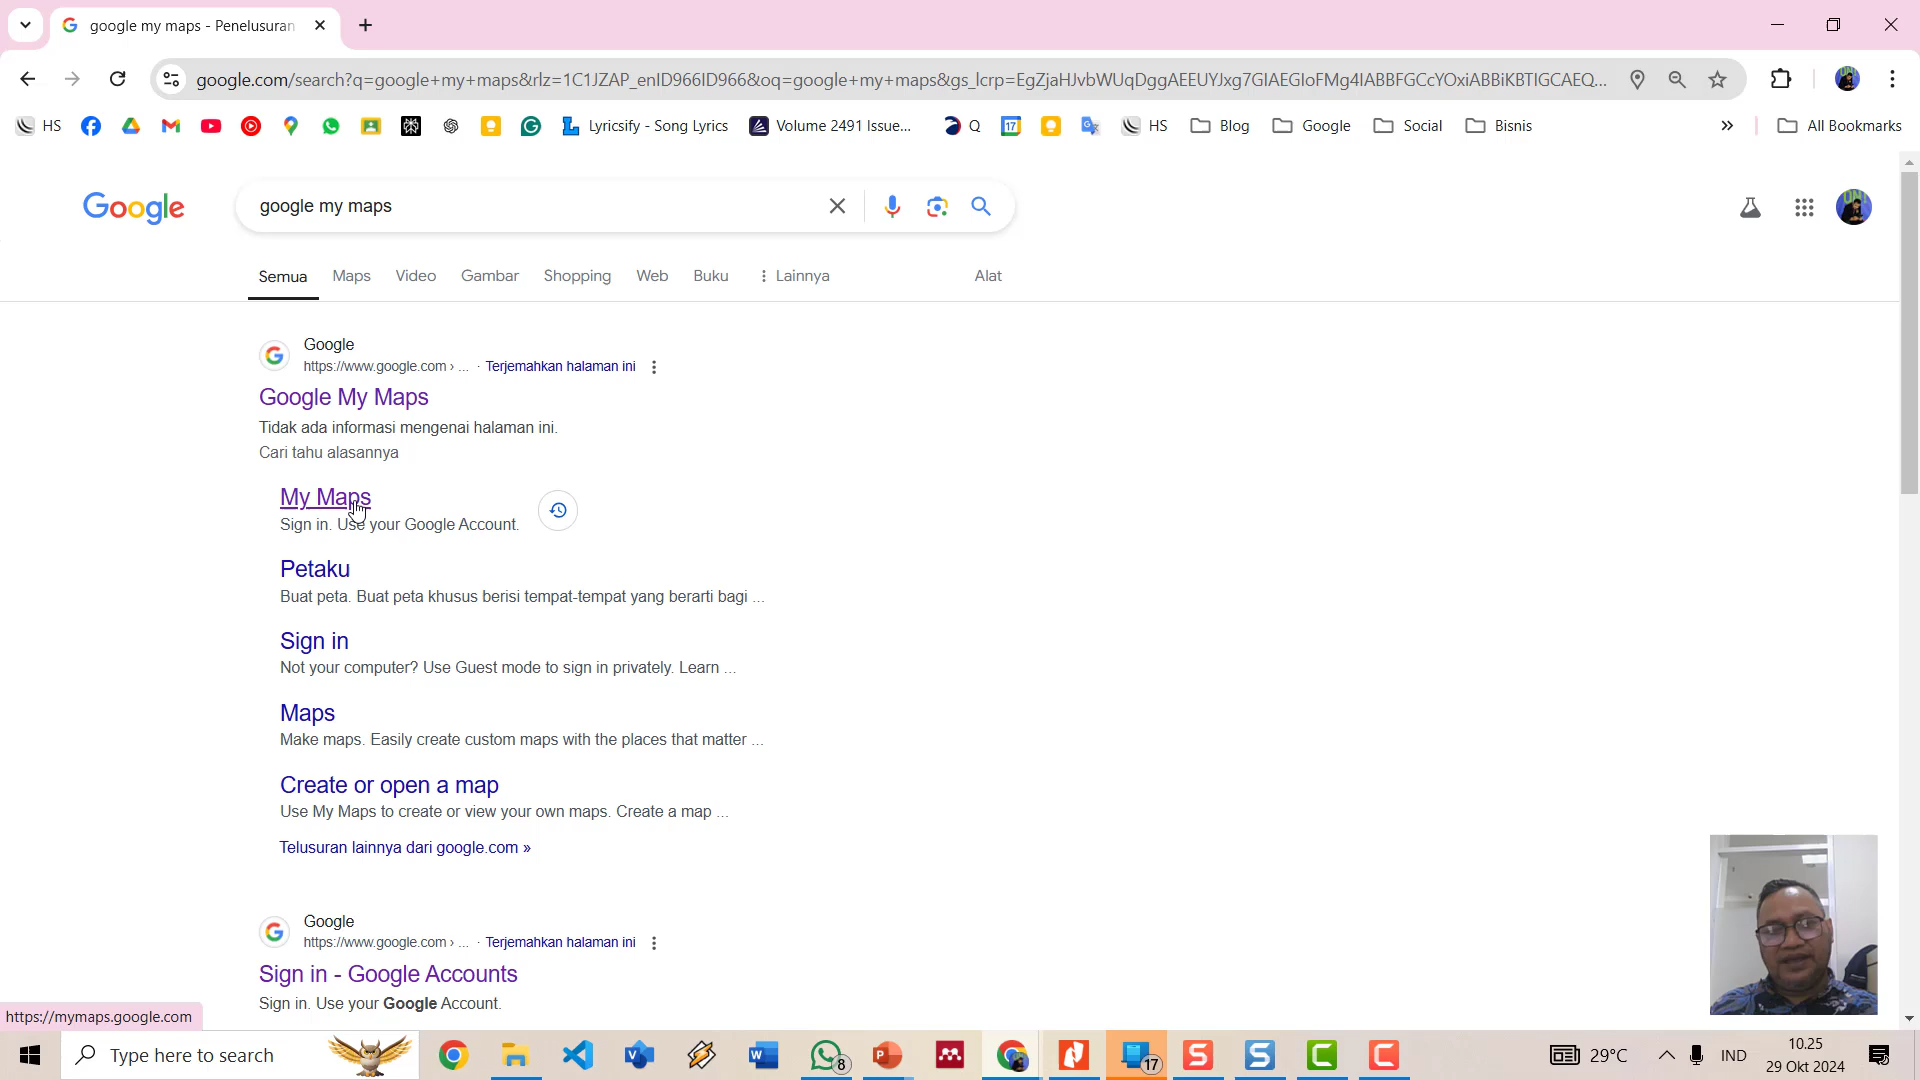 google my maps - Penelusuran
google.com/search?q=google+my+maps&rlz=1C1JZAP_enID966ID966&oq=google+my+maps&gs_lcrp=EgZjaHJvbWUqDggAEEUYJxg7GIAEGIoFMg4IABBFGCcYOxiABBiKBTIGCAEQ...
HS
Lyricsify - Song Lyrics
Volume 2491 Issue...
Q
17
HS
Blog
Google
Social
Bisnis
All Bookmarks
Google
google my maps
Semua
Maps
Video
Gambar
Shopping
Web
Buku
Lainnya
Alat
Google
https://www.google.com › ... · Terjemahkan halaman ini
Google My Maps
Tidak ada informasi mengenai halaman ini.
Cari tahu alasannya
My Maps
Sign in. Use your Google Account.
Petaku
Buat peta. Buat peta khusus berisi tempat-tempat yang berarti bagi ...
Sign in
Not your computer? Use Guest mode to sign in privately. Learn ...
Maps
Make maps. Easily create custom maps with the places that matter ...
Create or open a map
Use My Maps to create or view your own maps. Create a map ...
Telusuran lainnya dari google.com »
Google
https://www.google.com › ... · Terjemahkan halaman ini
Sign in - Google Accounts
Sign in. Use your Google Account.
https://mymaps.google.com
Type here to search
8
17
29°C
IND
10.25
29 Okt 2024